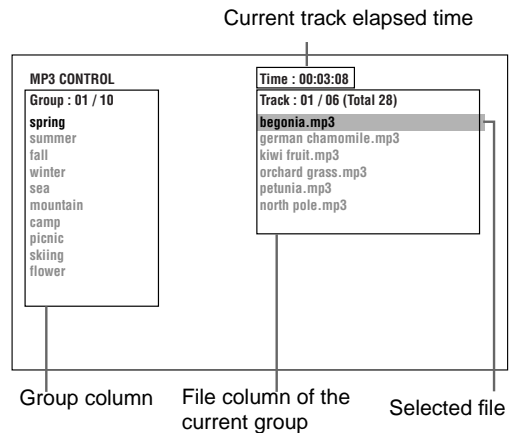 Current track elapsed time
MP3 CONTROL
Group : 01 / 10
spring
summer
fall
winter
sea
mountain
camp
picnic
skiing
flower
Time : 00:03:08
Track : 01 / 06 (Total 28)
begonia.mp3
german chamomile.mp3
kiwi fruit.mp3
orchard grass.mp3
petunia.mp3
north pole.mp3
Group column
File column of the
current group
Selected file